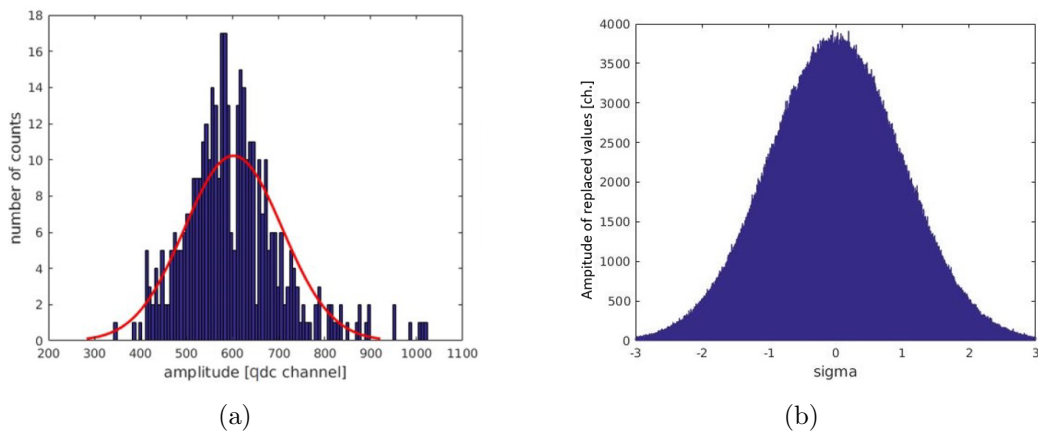 18
16
14
12
10
8
6
4
2
0
number of counts
200 300 400 500 600 700 800 900 1000 1100
amplitude [qdc channel]
(a)
4000
3500
3000
2500
2000
1500
1000
500
0
Ampitude of replaced values [ch.]
-3 -2 -1 0 1 2 3
sigma
(b)